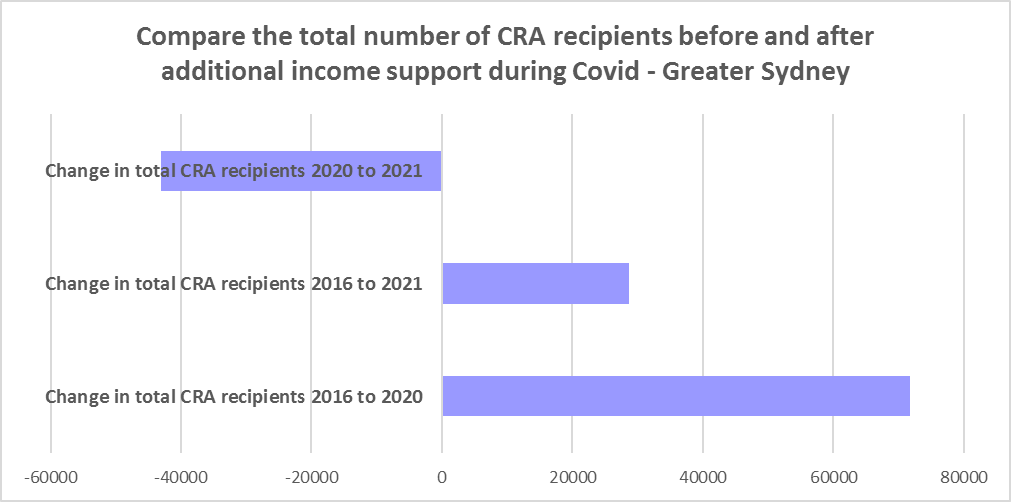 Compare the total number of CRA recipients before and after
additional income support during Covid - Greater Sydney
Change in total CRA recipients 2020 to 2021
Change in total CRA recipients 2016 to 2021
Change in total CRA recipients 2016 to 2020
-60000 -40000 -20000 0 20000 40000 60000 80000